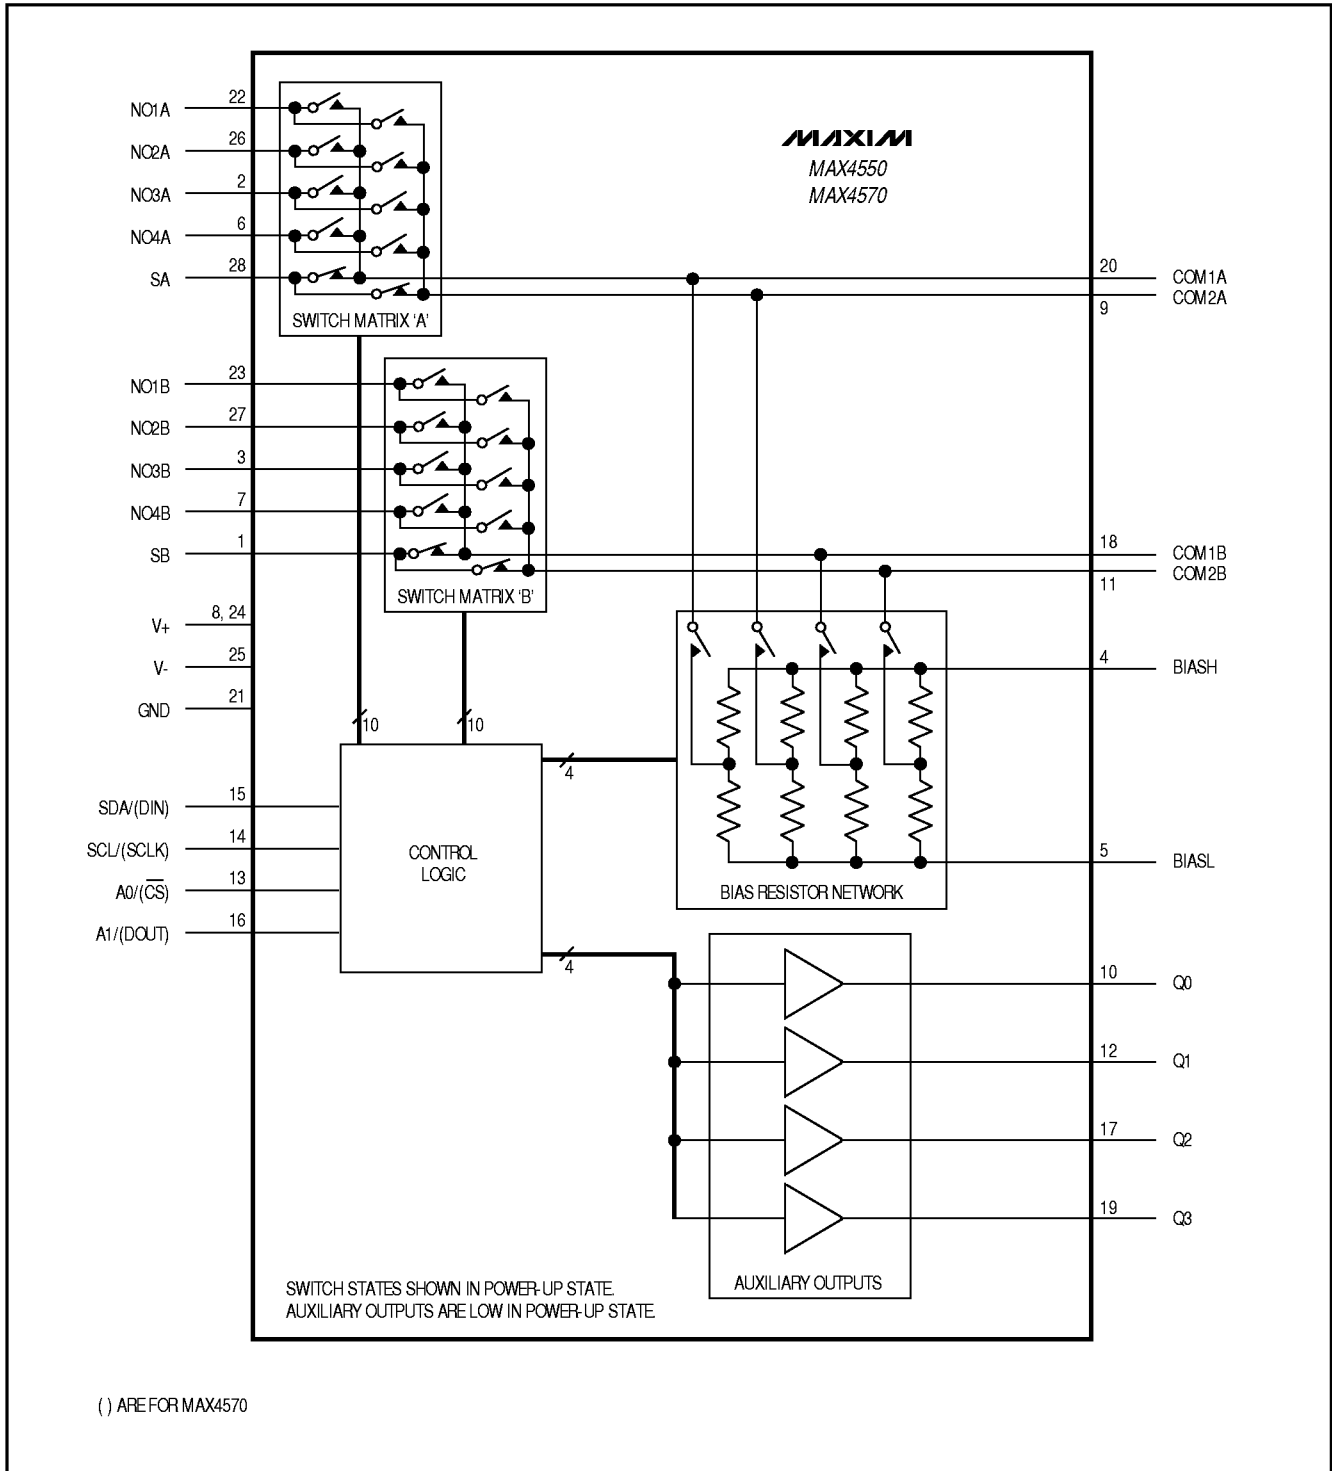 NO1A 22
NO2A 26
NO3A 2
NO4A 6
SA 28
SWITCH MATRIX 'A'
MAXIM
MAX4550
MAX4570
20 COM1A
9 COM2A
NO1B 23
NO2B 27
NO3B 3
NO4B 7
SB 1
SWITCH MATRIX 'B'
18 COM1B
11 COM2B
V+ 8, 24
V- 25
GND 21
10
10
4
4 BIASH
5 BIASL
BIAS RESISTOR NETWORK
SDA/(DIN) 15
SCL/(SCLK) 14
A0/(C̅S̅) 13
A1/(DOUT) 16
CONTROL
LOGIC
4
10 Q0
12 Q1
17 Q2
19 Q3
AUXILIARY OUTPUTS
SWITCH STATES SHOWN IN POWER-UP STATE.
AUXILIARY OUTPUTS ARE LOW IN POWER-UP STATE.
( ) ARE FOR MAX4570